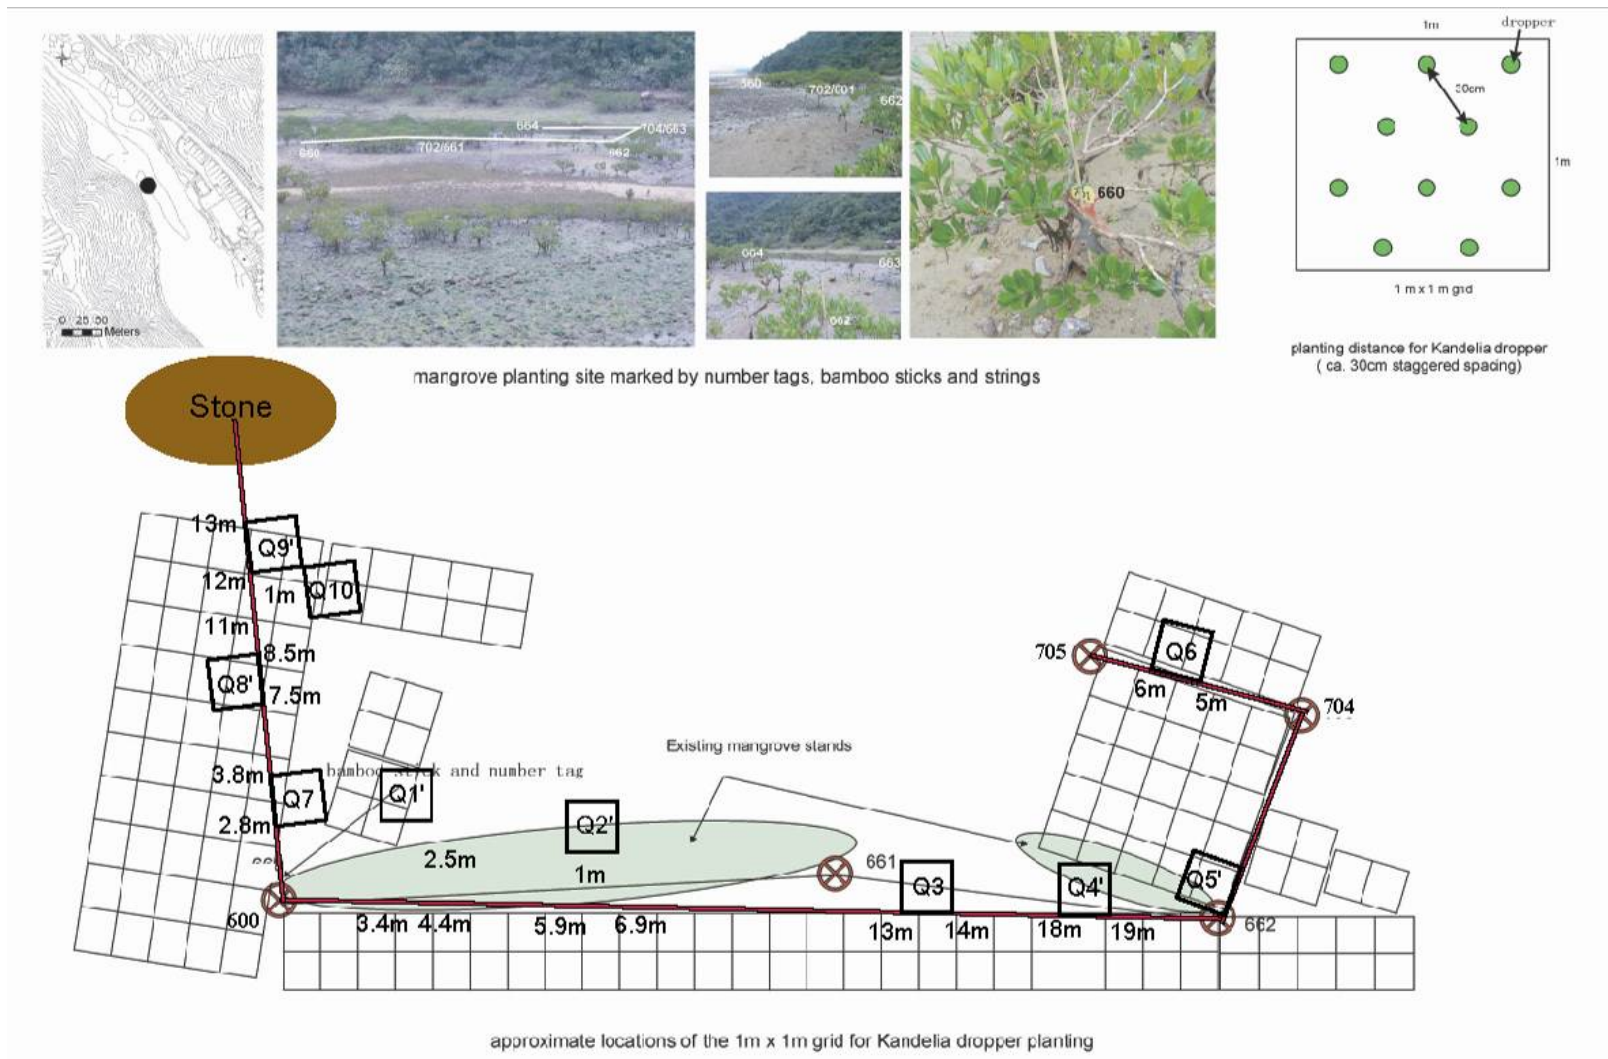 1m
dropper
30cm
1m
1 m x 1 m grid
planting distance for Kandelia dropper
( ca. 30cm staggered spacing)
0 25 50
Meters
664
704/663
660
702/661
662
560
702/601
662
664
663
662
660
mangrove planting site marked by number tags, bamboo sticks and strings
Stone
13m
Q9'
12m
1m
Q10
11m
8.5m
Q8'
7.5m
3.8m
Q7
2.8m
bamboo stick and number tag
Q1'
Existing mangrove stands
Q2'
2.5m
1m
661
Q3
Q4'
Q5'
705
Q6
6m
5m
704
600
662
3.4m 4.4m
5.9m 6.9m
13m 14m
18m 19m
approximate locations of the 1m x 1m grid for Kandelia dropper planting